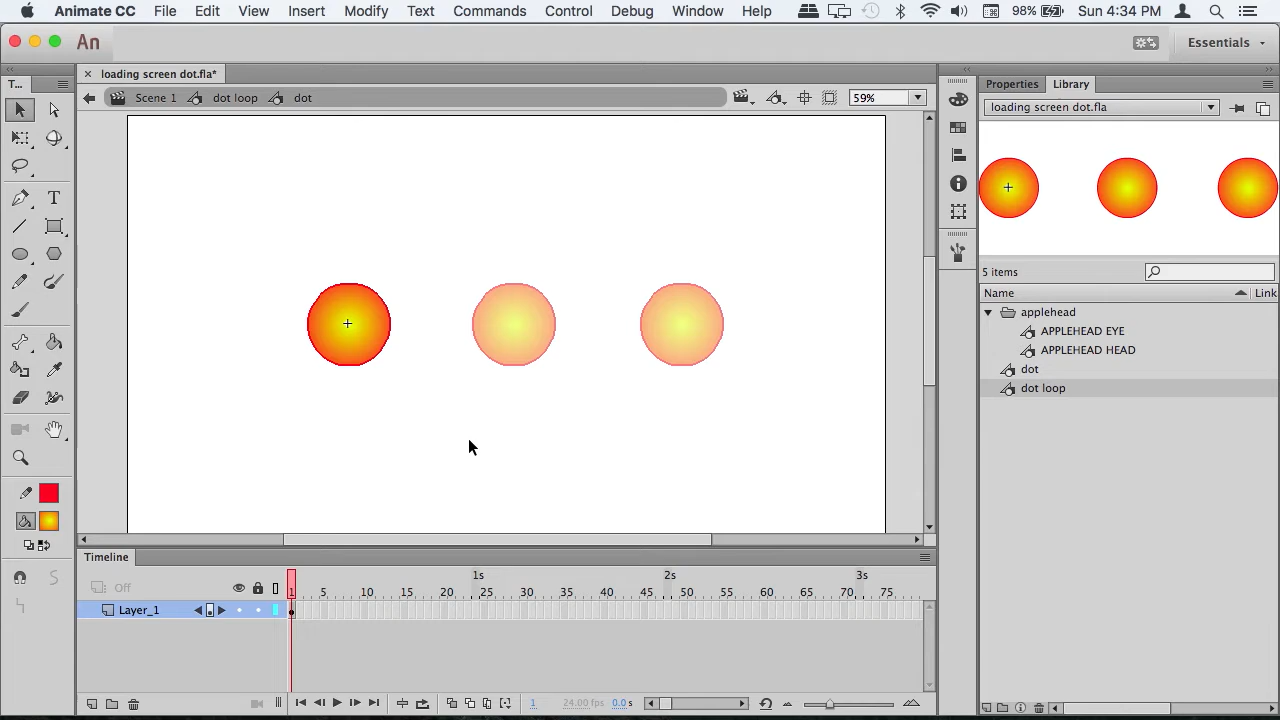 Animate CC File Edit View Insert Modify Text Commands Control Debug Window Help 98% Sun 4:34 PM
An Essentials
loading screen dot.fla*
T... Properties Library
Scene 1 dot loop dot 59%
loading screen dot.fla
T
5 items
Name Link
applehead
APPLEHEAD EYE
APPLEHEAD HEAD
dot
dot loop
Timeline
1s 2s 3s
Off
1 5 10 15 20 25 30 35 40 45 50 55 60 65 70 75
Layer_1
1 24.00 fps 0.0 s